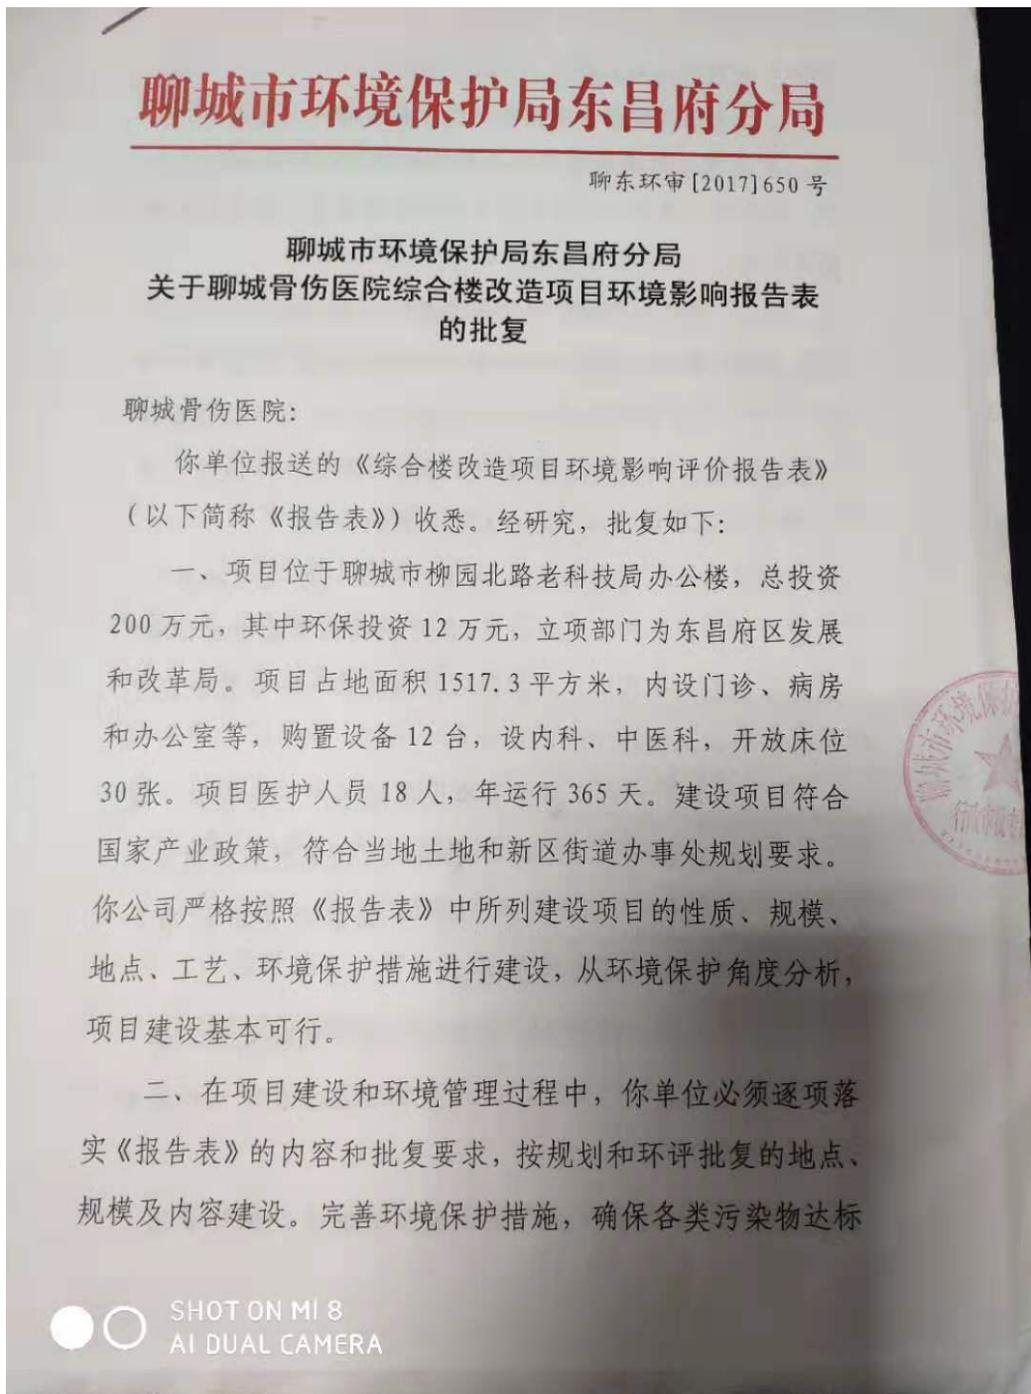 聊城市环境保护局东昌府分局
聊东环审[2017]650号
聊城市环境保护局东昌府分局
关于聊城骨伤医院综合楼改造项目环境影响报告表
的批复
聊城骨伤医院：
你单位报送的《综合楼改造项目环境影响评价报告表》
（以下简称《报告表》）收悉。经研究，批复如下：
一、项目位于聊城市柳园北路老科技局办公楼，总投资
200万元，其中环保投资12万元，立项部门为东昌府区发展
和改革局。项目占地面积1517.3平方米，内设门诊、病房
和办公室等，购置设备12台，设内科、中医科，开放床位
30张。项目医护人员18人，年运行365天。建设项目符合
国家产业政策，符合当地土地和新区街道办事处规划要求。
你公司严格按照《报告表》中所列建设项目的性质、规模、
地点、工艺、环境保护措施进行建设，从环境保护角度分析，
项目建设基本可行。
二、在项目建设和环境管理过程中，你单位必须逐项落
实《报告表》的内容和批复要求，按规划和环评批复的地点、
规模及内容建设。完善环境保护措施，确保各类污染物达标
聊城市环境保护
行政审批专
SHOT ON MI 8
AI DUAL CAMERA